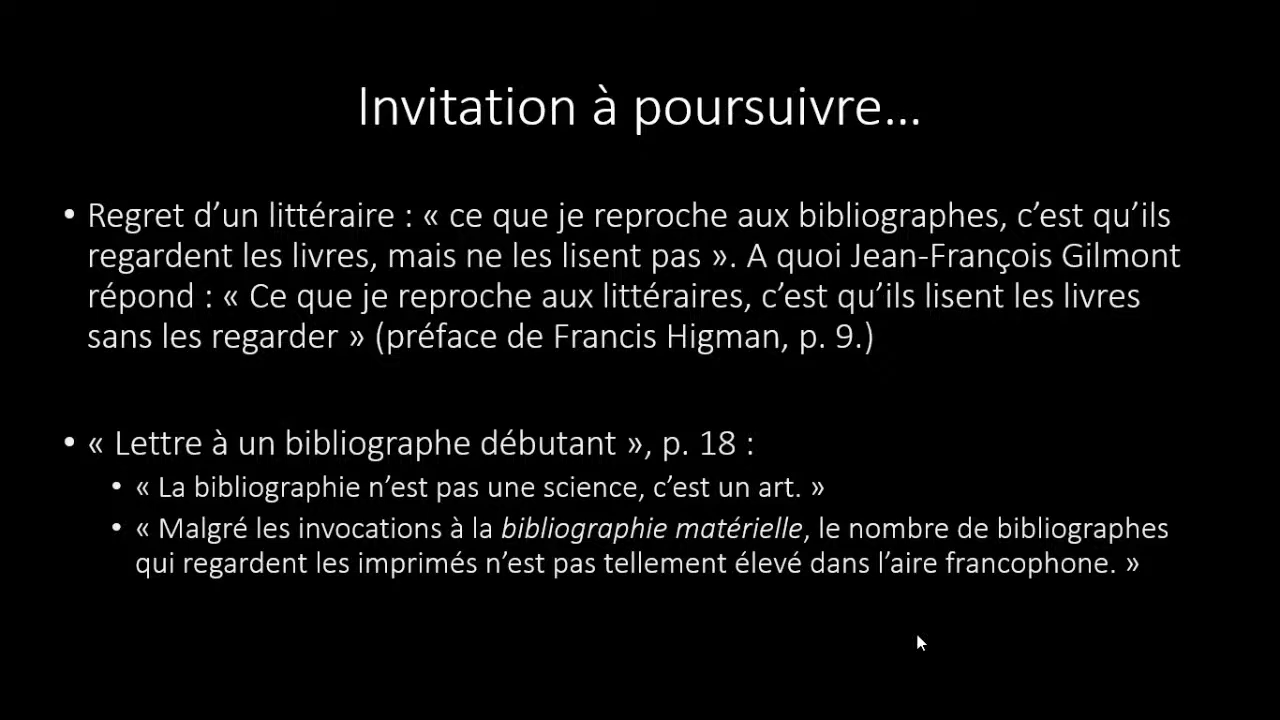 Invitation à poursuivre...
• Regret d’un littéraire : « ce que je reproche aux bibliographes, c’est qu’ils
regardent les livres, mais ne les lisent pas ». A quoi Jean-François Gilmont
répond : « Ce que je reproche aux littéraires, c’est qu’ils lisent les livres
sans les regarder » (préface de Francis Higman, p. 9.)
• « Lettre à un bibliographe débutant », p. 18 :
• « La bibliographie n’est pas une science, c’est un art. »
• « Malgré les invocations à la bibliographie matérielle, le nombre de bibliographes
qui regardent les imprimés n’est pas tellement élevé dans l’aire francophone. »